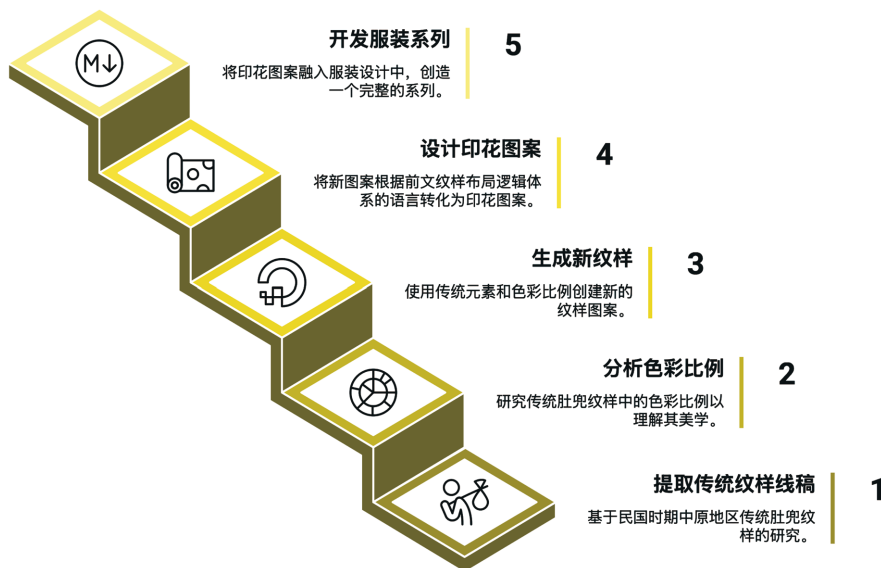 开发服装系列
5
将印花图案融入服装设计中，创造
一个完整的系列。
M↓
设计印花图案
4
将新图案根据前文纹样布局逻辑体
系的语言转化为印花图案。
生成新纹样
3
使用传统元素和色彩比例创建新的
纹样图案。
分析色彩比例
2
研究传统肚兜纹样中的色彩比例以
理解其美学。
提取传统纹样线稿
1
基于民国时期中原地区传统肚兜纹
样的研究。